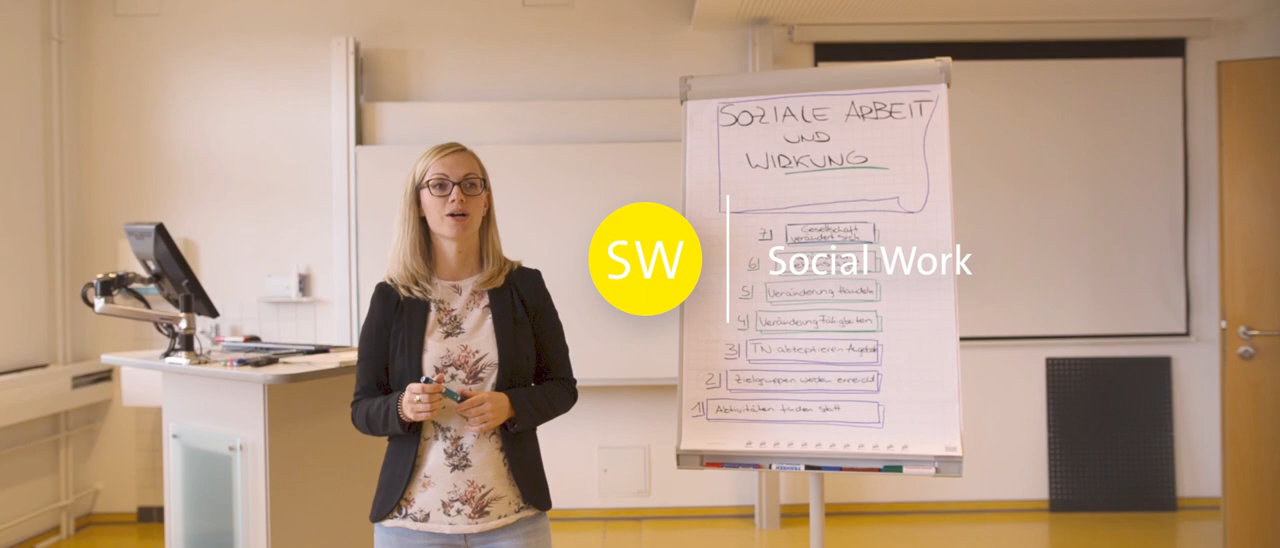 SOZIALE ARBEIT
UND
WIRKUNG
7)
Gesellschaft
verändert sich
SW
Social Work
6)
5) Veränderung Handeln
4) Veränderung Fähigkeiten
3) TN akzeptieren Angebot
2) Zielgruppen werden erreicht
1) Aktivitäten finden statt